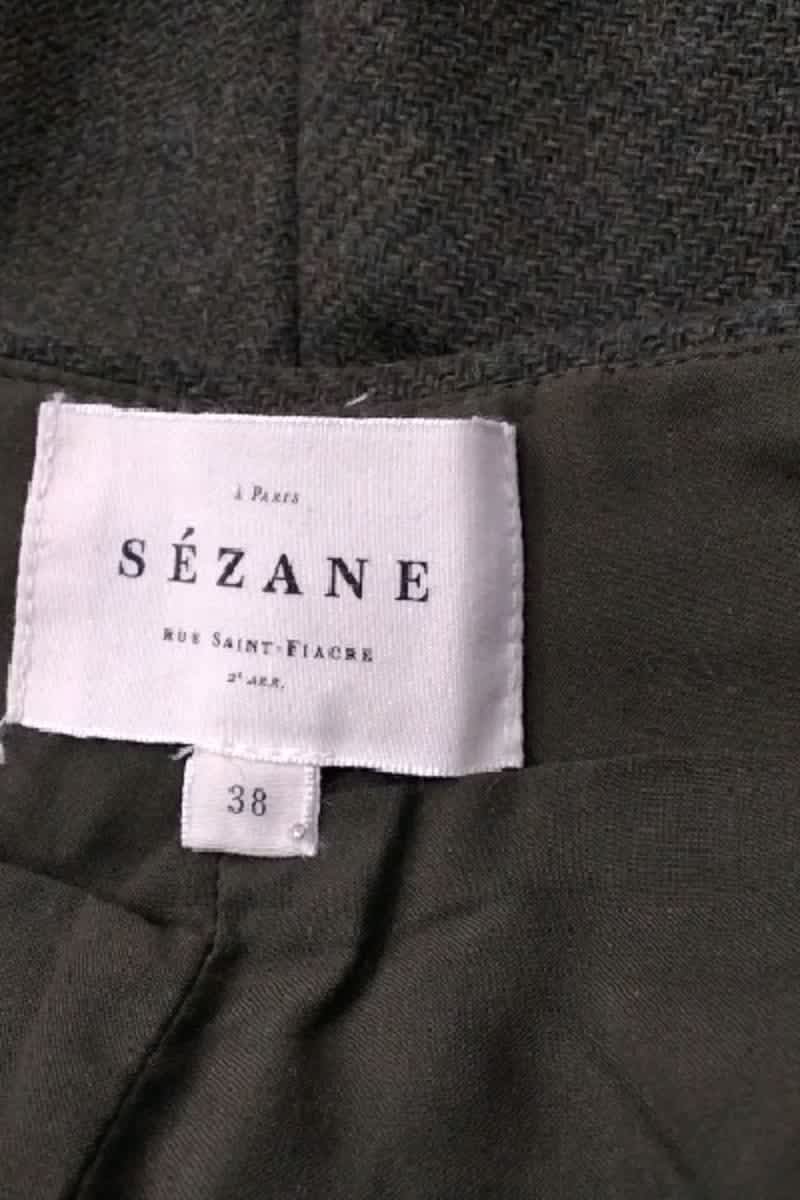 à Paris
SÉZANE
Rue Saint-Fiacre
2e arr.
38